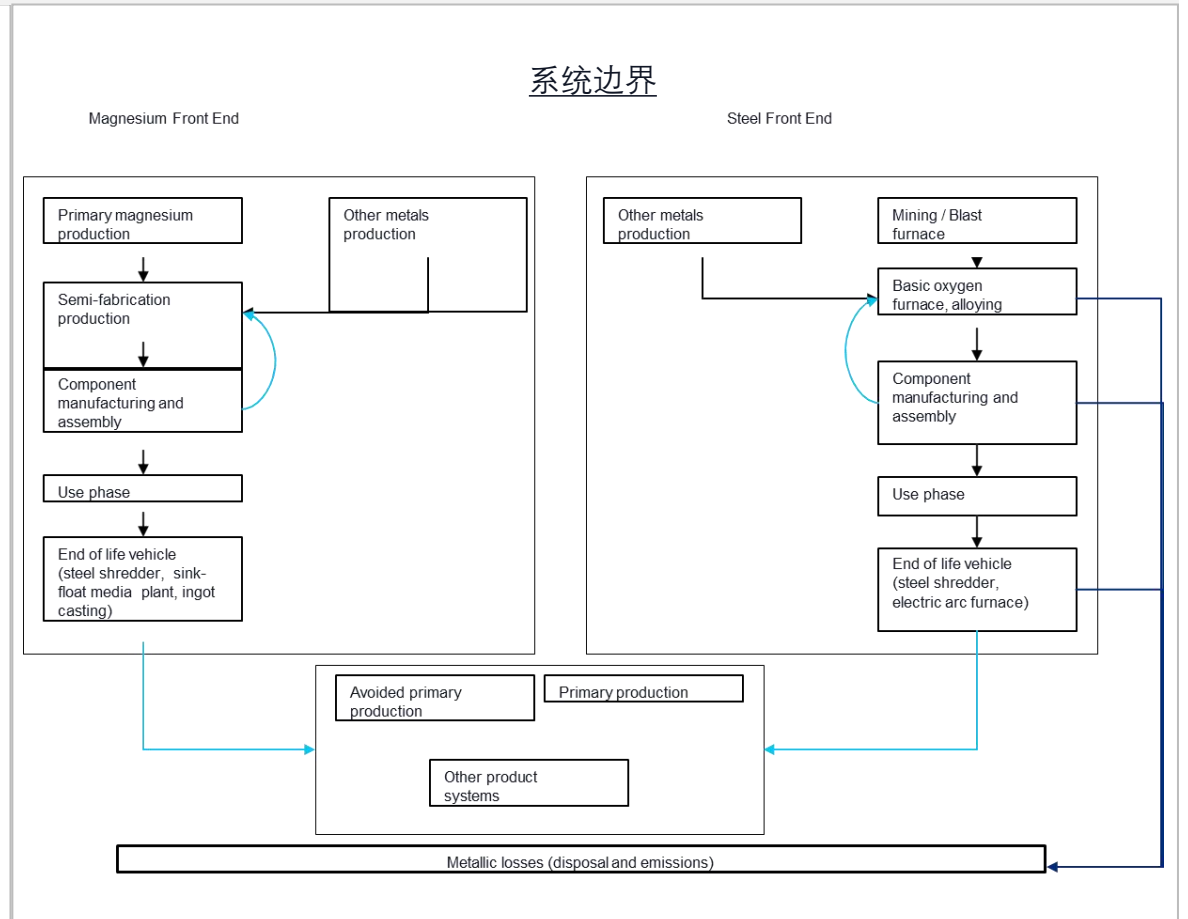 系统边界
Magnesium Front End
Steel Front End
Primary magnesium
production
Other metals
production
Semi-fabrication
production
Component
manufacturing and
assembly
Use phase
End of life vehicle
(steel shredder, sink-
float media plant, ingot
casting)
Other metals
production
Mining / Blast
furnace
Basic oxygen
furnace, alloying
Component
manufacturing and
assembly
Use phase
End of life vehicle
(steel shredder,
electric arc furnace)
Avoided primary
production
Primary production
Other product
systems
Metallic losses (disposal and emissions)